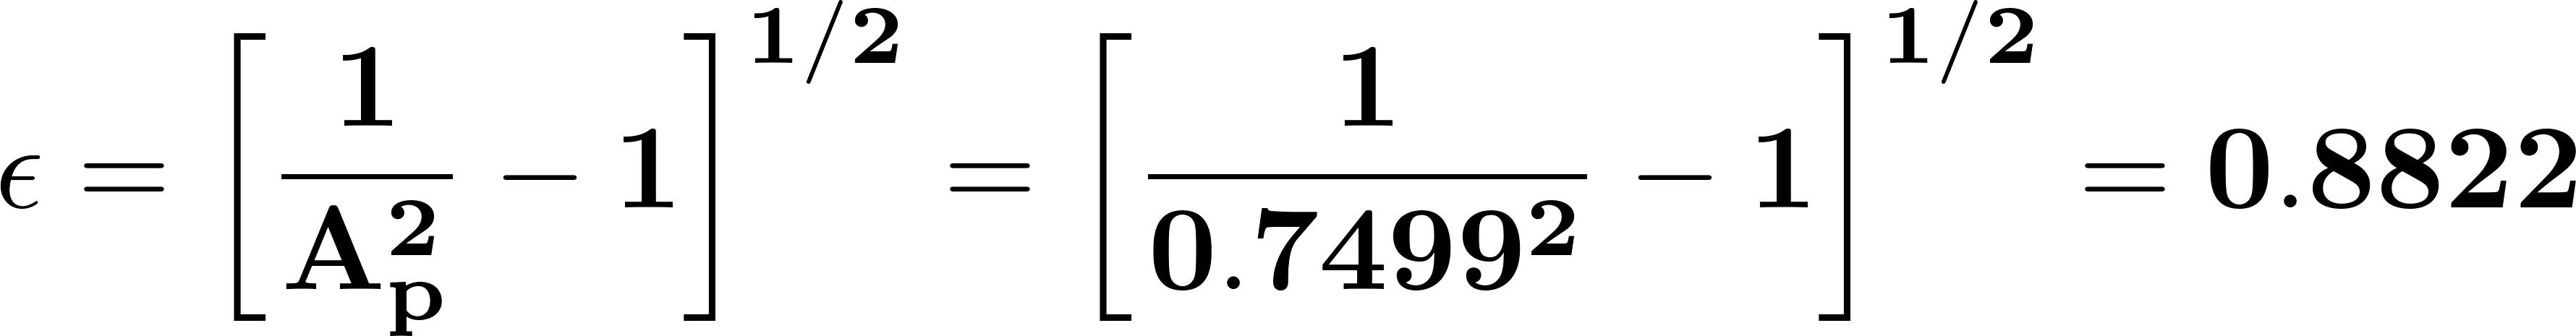 ϵ = [1/A_p^2 − 1]^{1/2} = [1/0.7499^2 − 1]^{1/2} = 0.8822